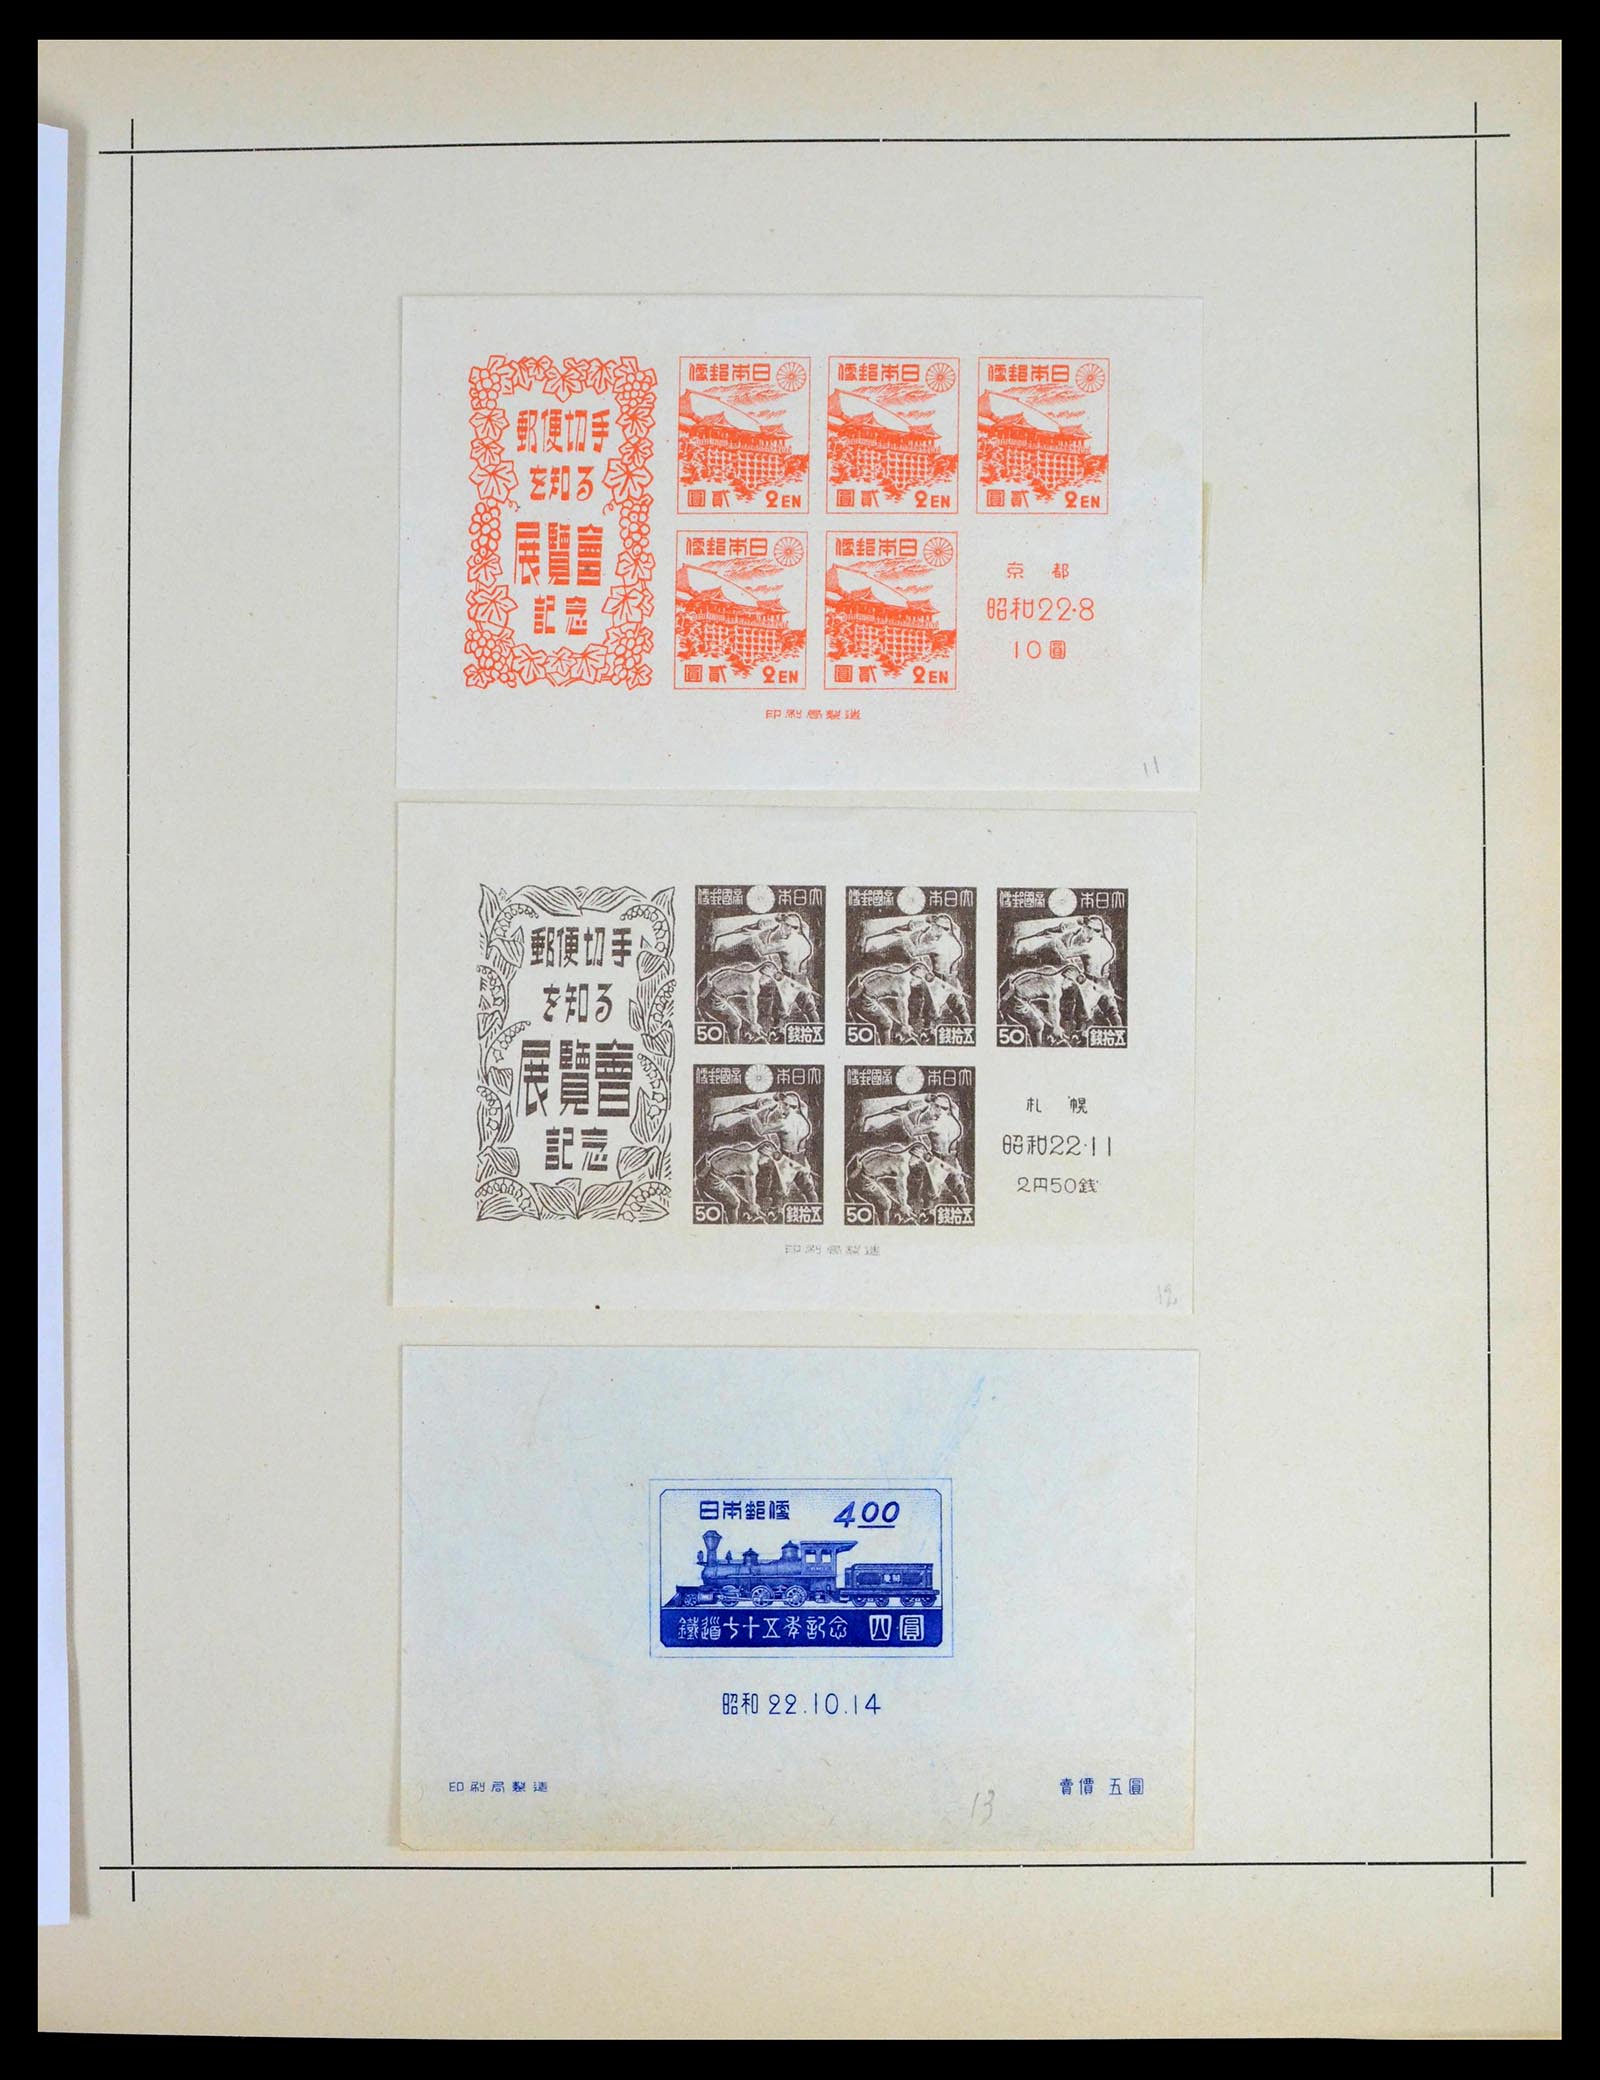 郵便切手
を知る
展覽會
記念
便郵本日
圓貳 2EN
便郵本日
圓貳 2EN
便郵本日
圓貳 2EN
便郵本日
圓貳 2EN
便郵本日
圓貳 2EN
京都
昭和22·8
10圓
印刷局製造
11
郵便切手
を知る
展覽會
記念
便郵國帝本日大
50 錢拾五
便郵國帝本日大
50 錢拾五
便郵國帝本日大
50 錢拾五
便郵國帝本日大
50 錢拾五
便郵國帝本日大
50 錢拾五
札幌
昭和22·11
2円50銭
印刷局製造
12
日本郵便 4.00
鐵道七十五年記念 四圓
昭和 22.10.14
印刷局製造
賣價 五圓
13